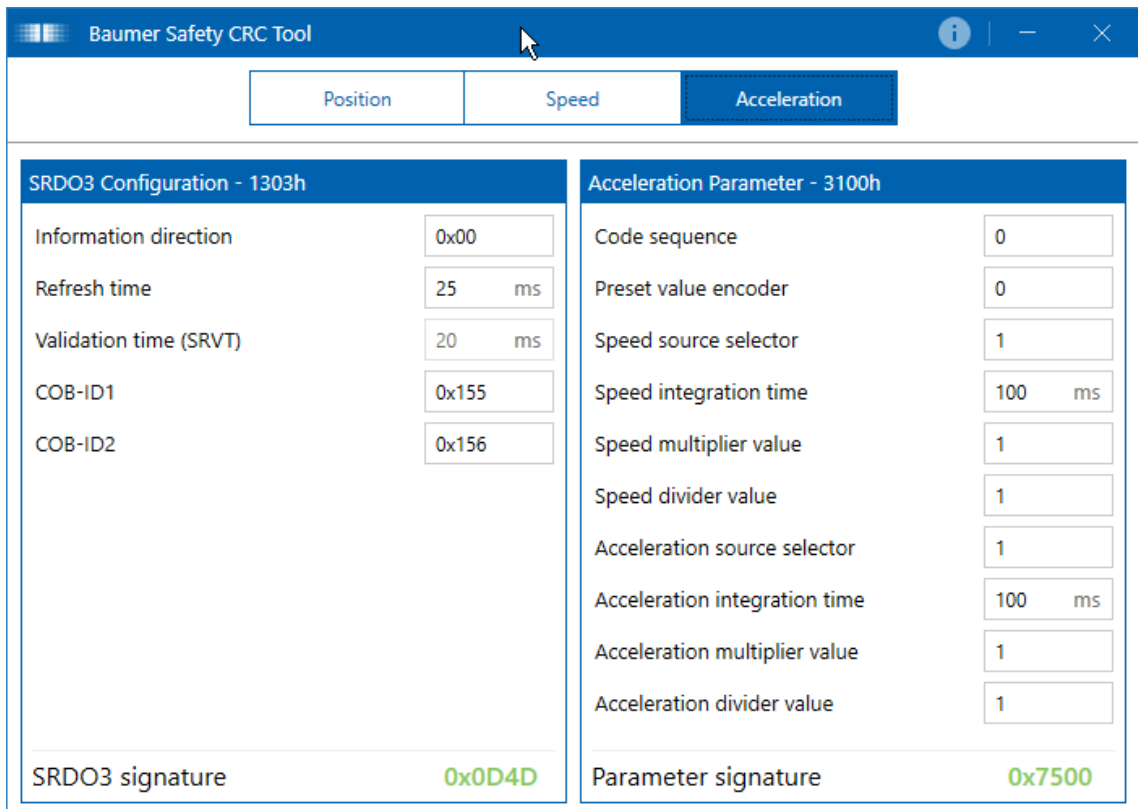 Baumer Safety CRC Tool
Position Speed Acceleration
SRDO3 Configuration - 1303h
Information direction 0x00
Refresh time 25 ms
Validation time (SRVT) 20 ms
COB-ID1 0x155
COB-ID2 0x156
SRDO3 signature 0x0D4D
Acceleration Parameter - 3100h
Code sequence 0
Preset value encoder 0
Speed source selector 1
Speed integration time 100 ms
Speed multiplier value 1
Speed divider value 1
Acceleration source selector 1
Acceleration integration time 100 ms
Acceleration multiplier value 1
Acceleration divider value 1
Parameter signature 0x7500